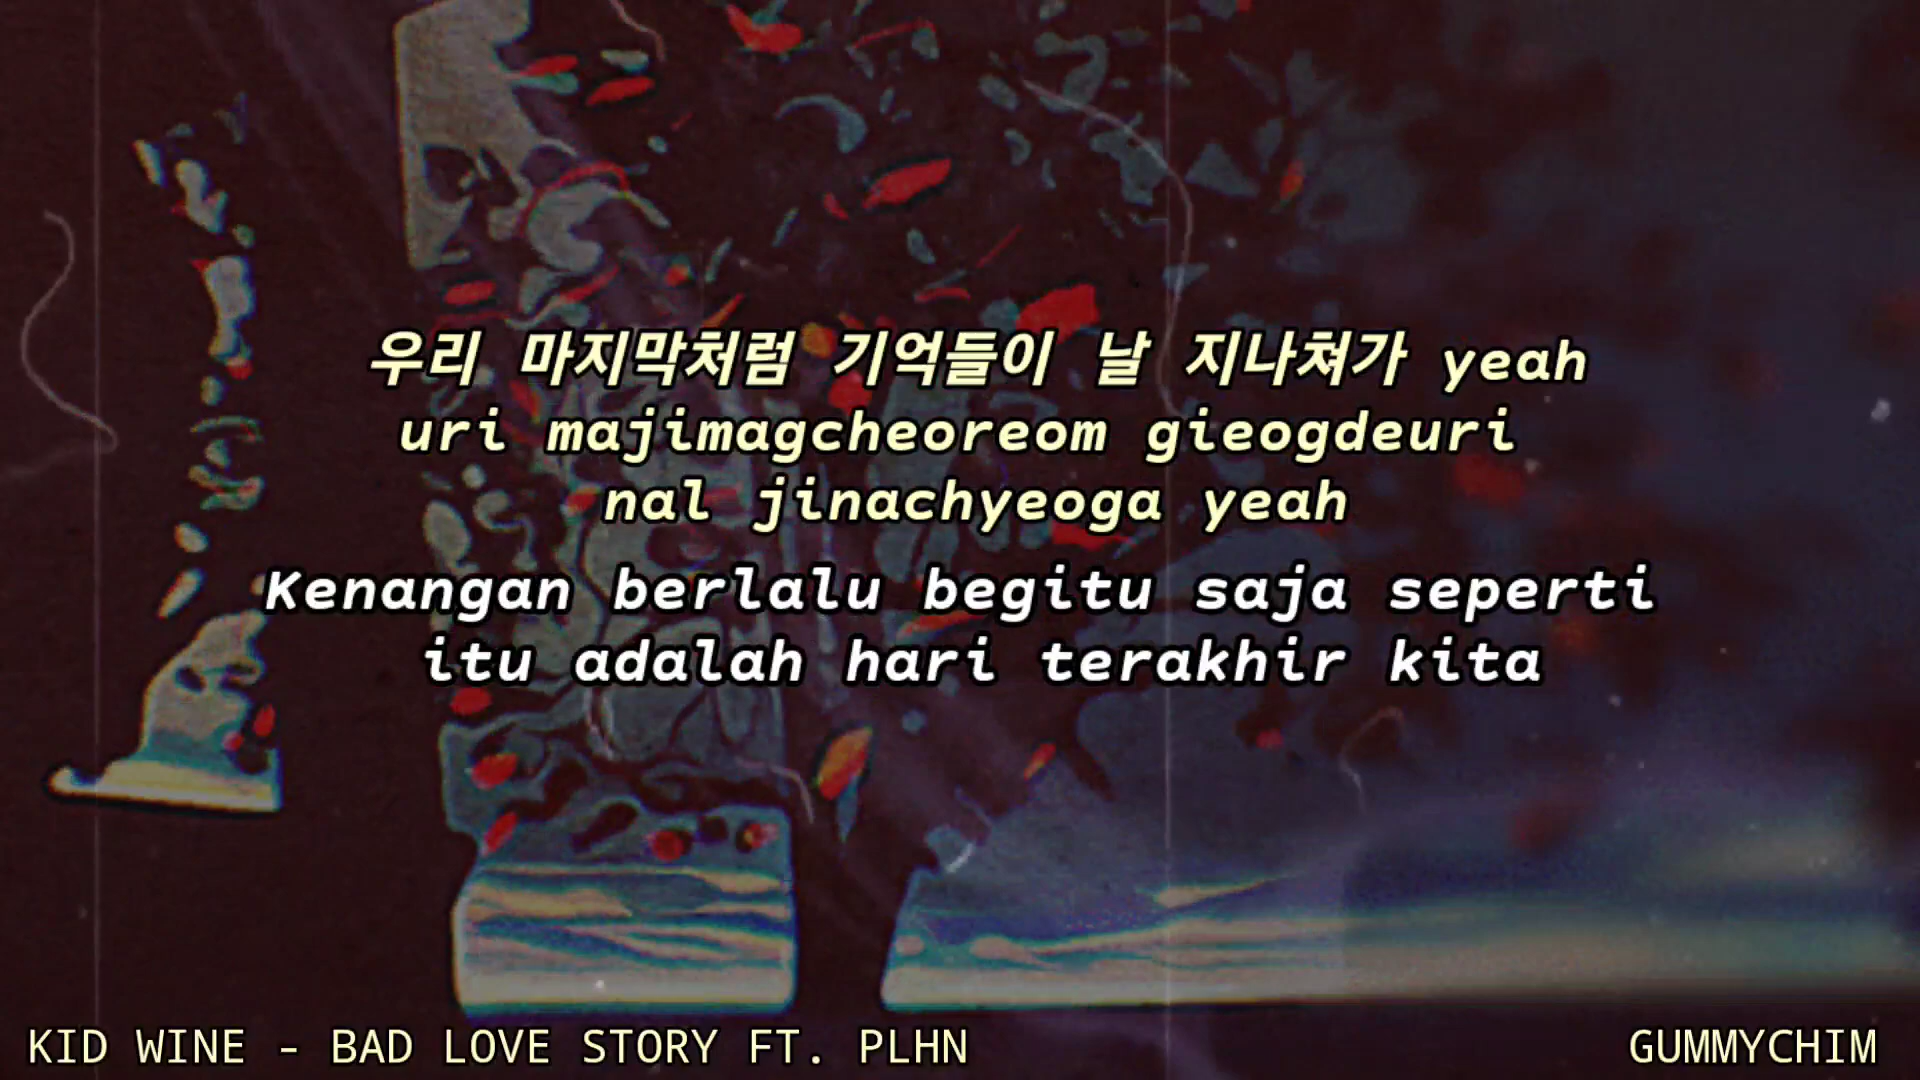 우리 마지막처럼 기억들이 날 지나쳐가 yeah
uri majimagcheoreom gieogdeuri
nal jinachyeoga yeah
Kenangan berlalu begitu saja seperti
itu adalah hari terakhir kita
KID WINE - BAD LOVE STORY FT. PLHN
GUMMYCHIM